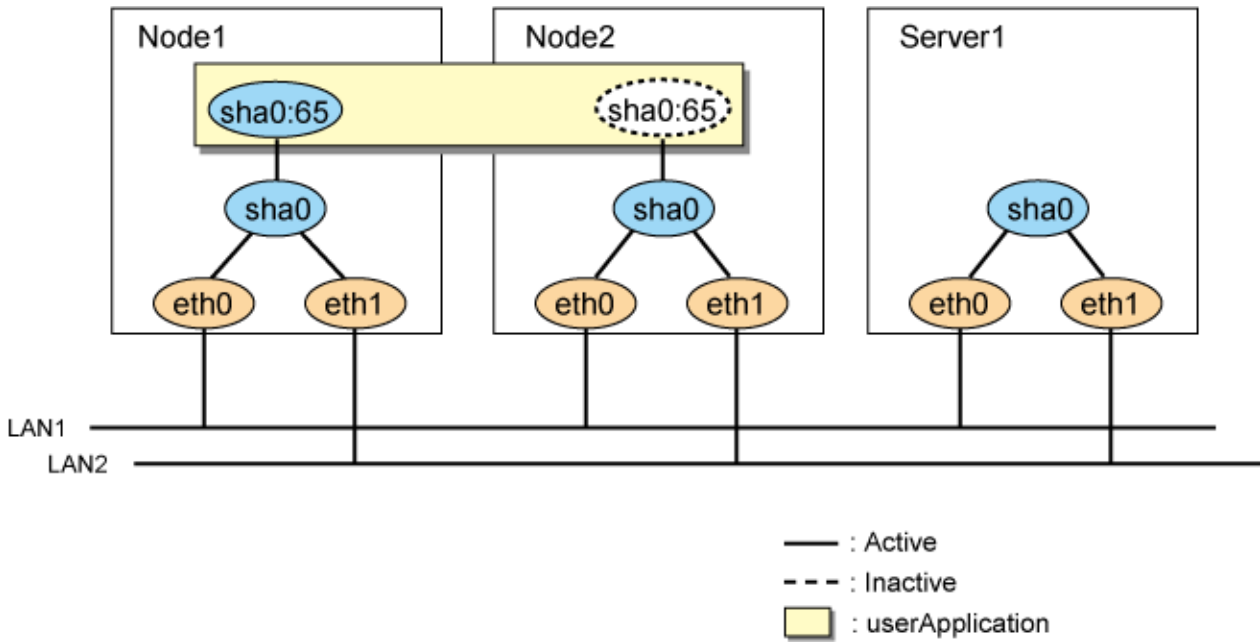 Node1
Node2
Server1
sha0:65
sha0:65
sha0
sha0
sha0
eth0
eth1
eth0
eth1
eth0
eth1
LAN1
LAN2
: Active
: Inactive
: userApplication